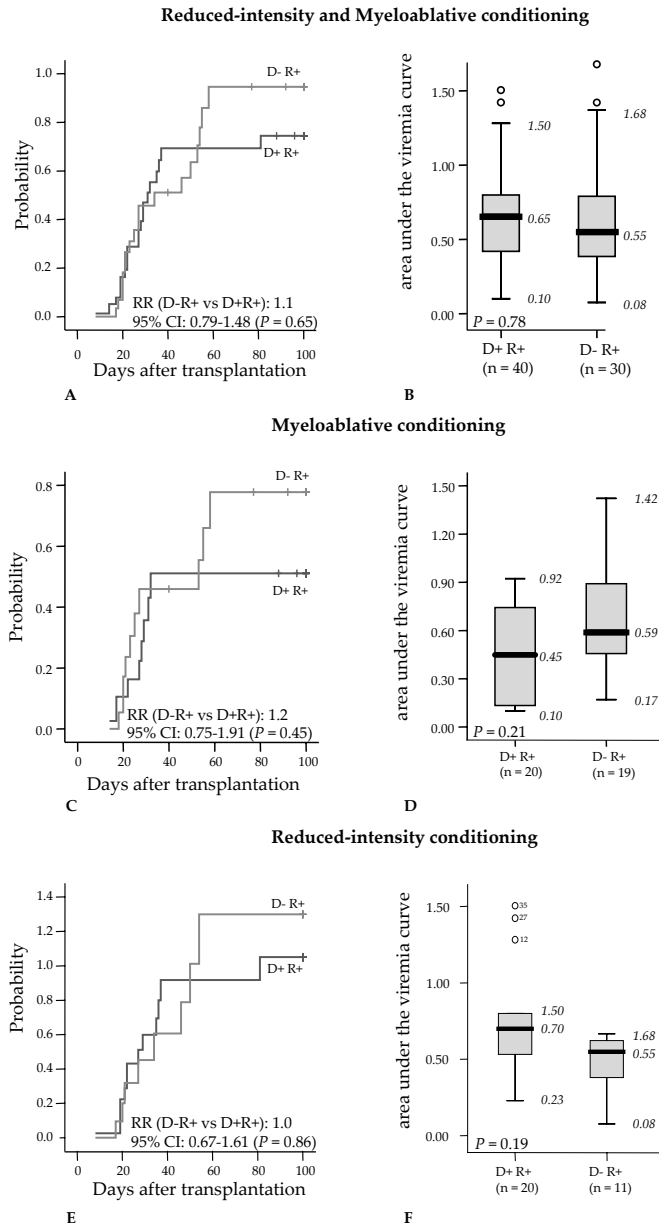 Reduced-intensity and Myeloablative conditioning
Probability
1.0
0.8
0.6
0.4
0.2
0.0
D- R+
D+ R+
RR (D-R+ vs D+R+): 1.1
95% CI: 0.79-1.48 (P = 0.65)
0 20 40 60 80 100
Days after transplantation
A
area under the viremia curve
1.50
1.00
0.50
0.00
1.50
0.65
0.10
1.68
0.55
0.08
P = 0.78
D+ R+
(n = 40)
D- R+
(n = 30)
B
Myeloablative conditioning
Probability
0.8
0.6
0.4
0.2
0.0
D- R+
D+ R+
RR (D-R+ vs D+R+): 1.2
95% CI: 0.75-1.91 (P = 0.45)
0 20 40 60 80 100
Days after transplantation
C
area under the viremia curve
1.50
0.90
0.60
0.30
0.00
0.92
0.45
0.10
1.42
0.59
0.17
P = 0.21
D+ R+
(n = 20)
D- R+
(n = 19)
D
Reduced-intensity conditioning
Probability
1.4
1.2
1.0
0.8
0.6
0.4
0.2
0.0
D- R+
D+ R+
RR (D-R+ vs D+R+): 1.0
95% CI: 0.67-1.61 (P = 0.86)
0 20 40 60 80 100
Days after transplantation
E
area under the viremia curve
1.50
1.00
0.50
0.00
35
27
12
1.50
0.70
0.23
1.68
0.55
0.08
P = 0.19
D+ R+
(n = 20)
D- R+
(n = 11)
F